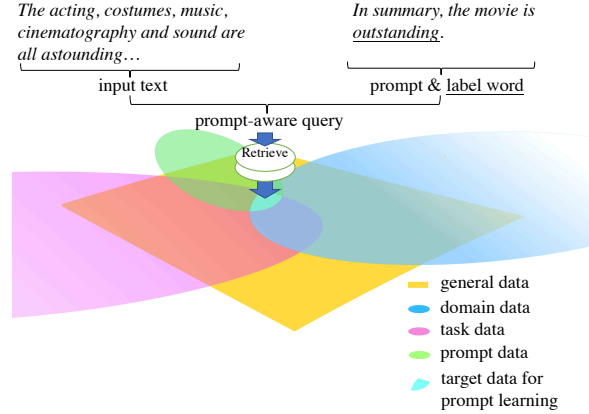 The acting, costumes, music,
cinematography and sound are
all astounding…
In summary, the movie is
outstanding.
input text
prompt & label word
prompt-aware query
Retrieve
general data
domain data
task data
prompt data
target data for
prompt learning